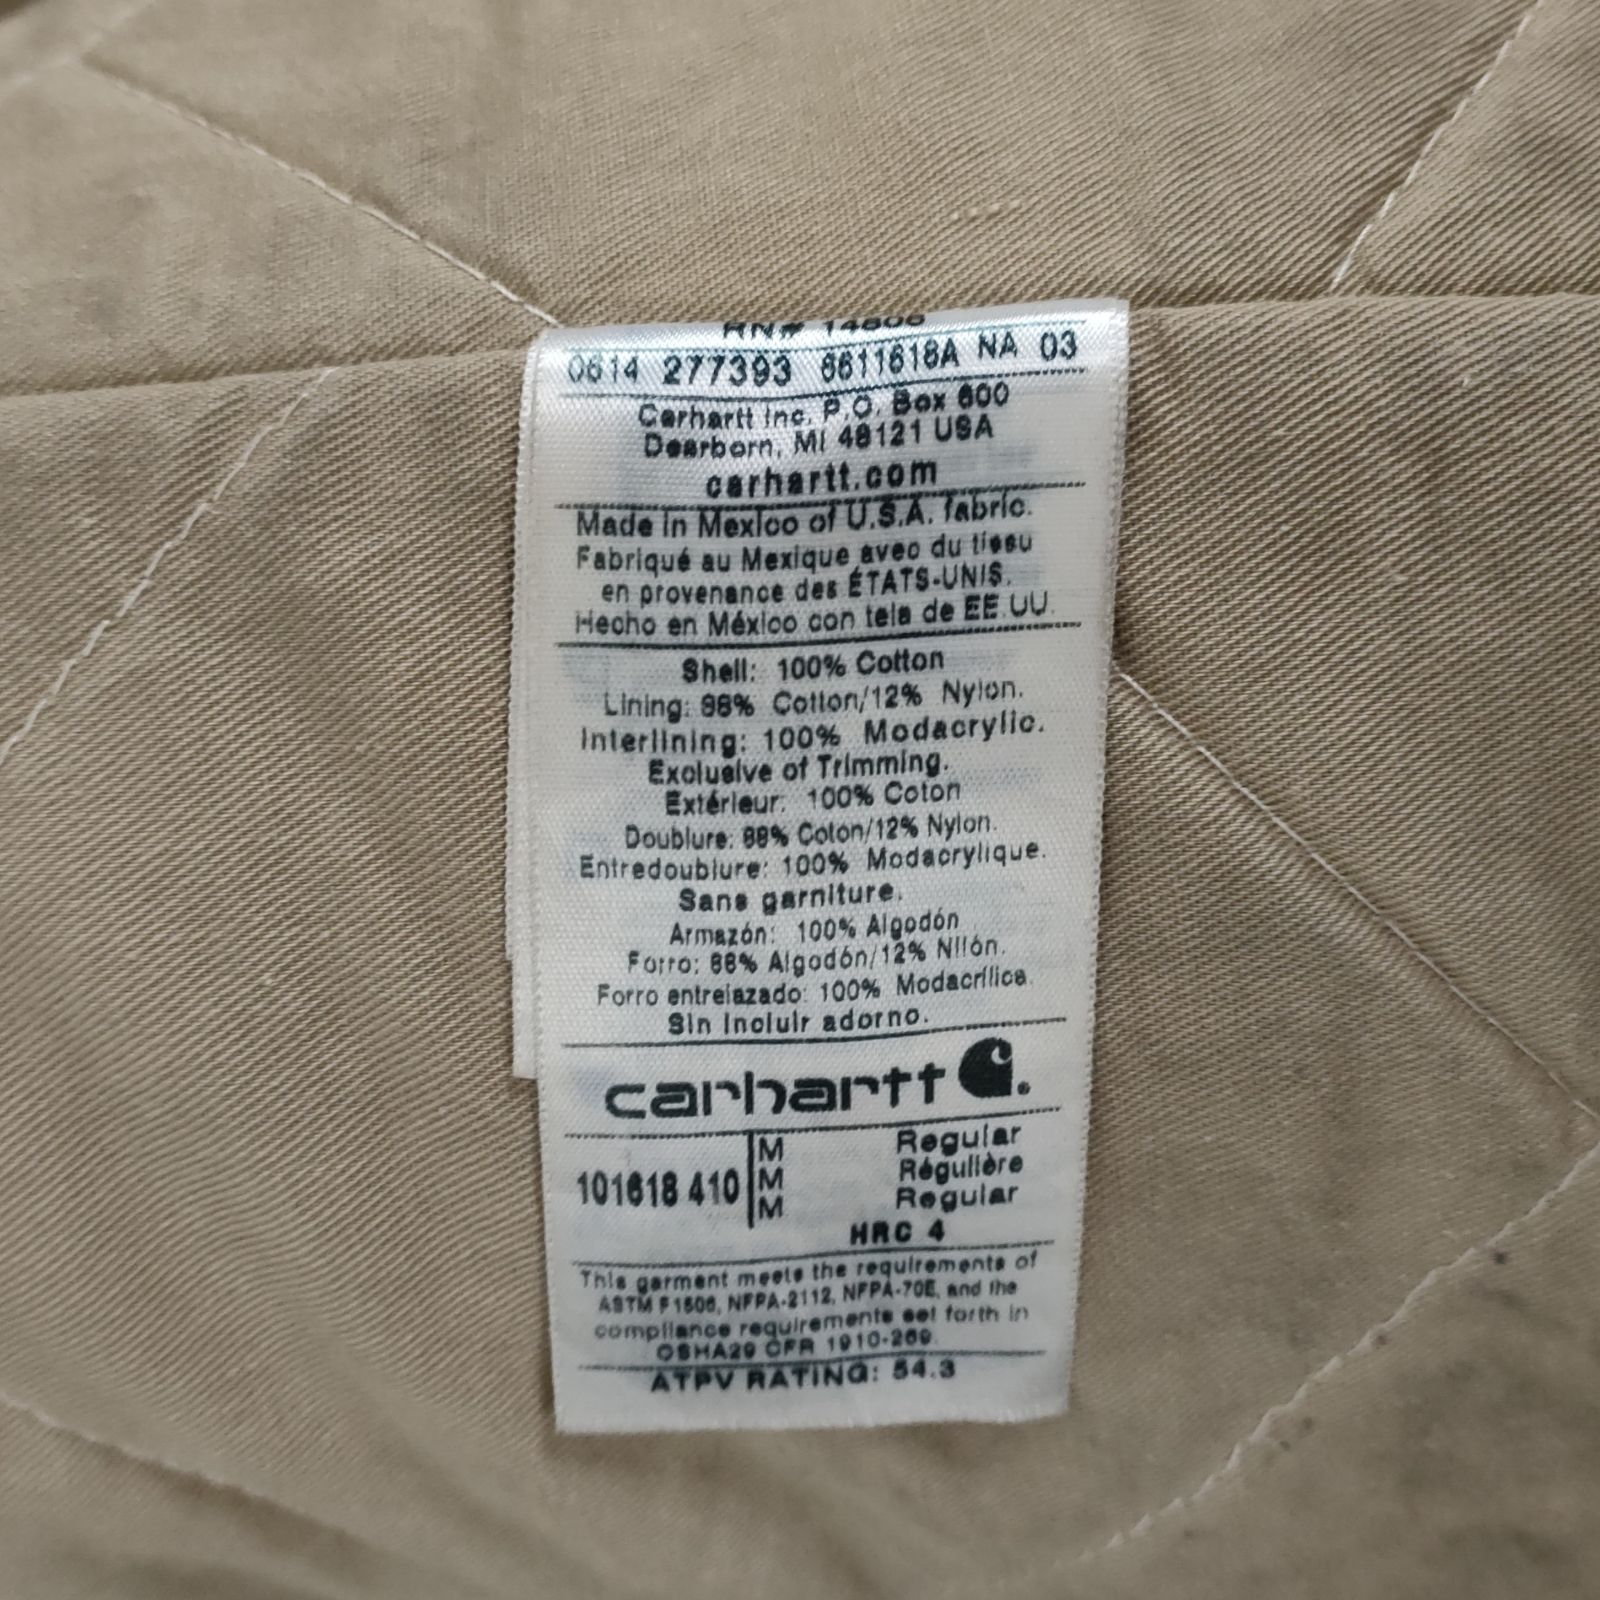 RN# 14806
0614 277393 6611618A NA 03
Carhartt Inc. P.O. Box 600
Dearborn, MI 48121 USA
carhartt.com
Made in Mexico of U.S.A. fabric.
Fabriqué au Mexique avec du tissu
en provenance des ÉTATS-UNIS.
Hecho en México con tela de EE.UU.
Shell: 100% Cotton
Lining: 88% Cotton/12% Nylon.
Interlining: 100% Modacrylic.
Exclusive of Trimming.
Extérieur: 100% Coton
Doublure: 88% Coton/12% Nylon.
Entredoublure: 100% Modacrylique.
Sans garniture.
Armazón: 100% Algodón
Forro: 88% Algodón/12% Nilón.
Forro entrelazado: 100% Modacrílica.
Sin incluir adorno.
carhartt
101618 410
M Regular
M Régulière
M Regular
HRC 4
This garment meets the requirements of
ASTM F1506, NFPA-2112, NFPA-70E, and the
compliance requirements set forth in
OSHA29 CFR 1910-269.
ATPV RATING: 54.3